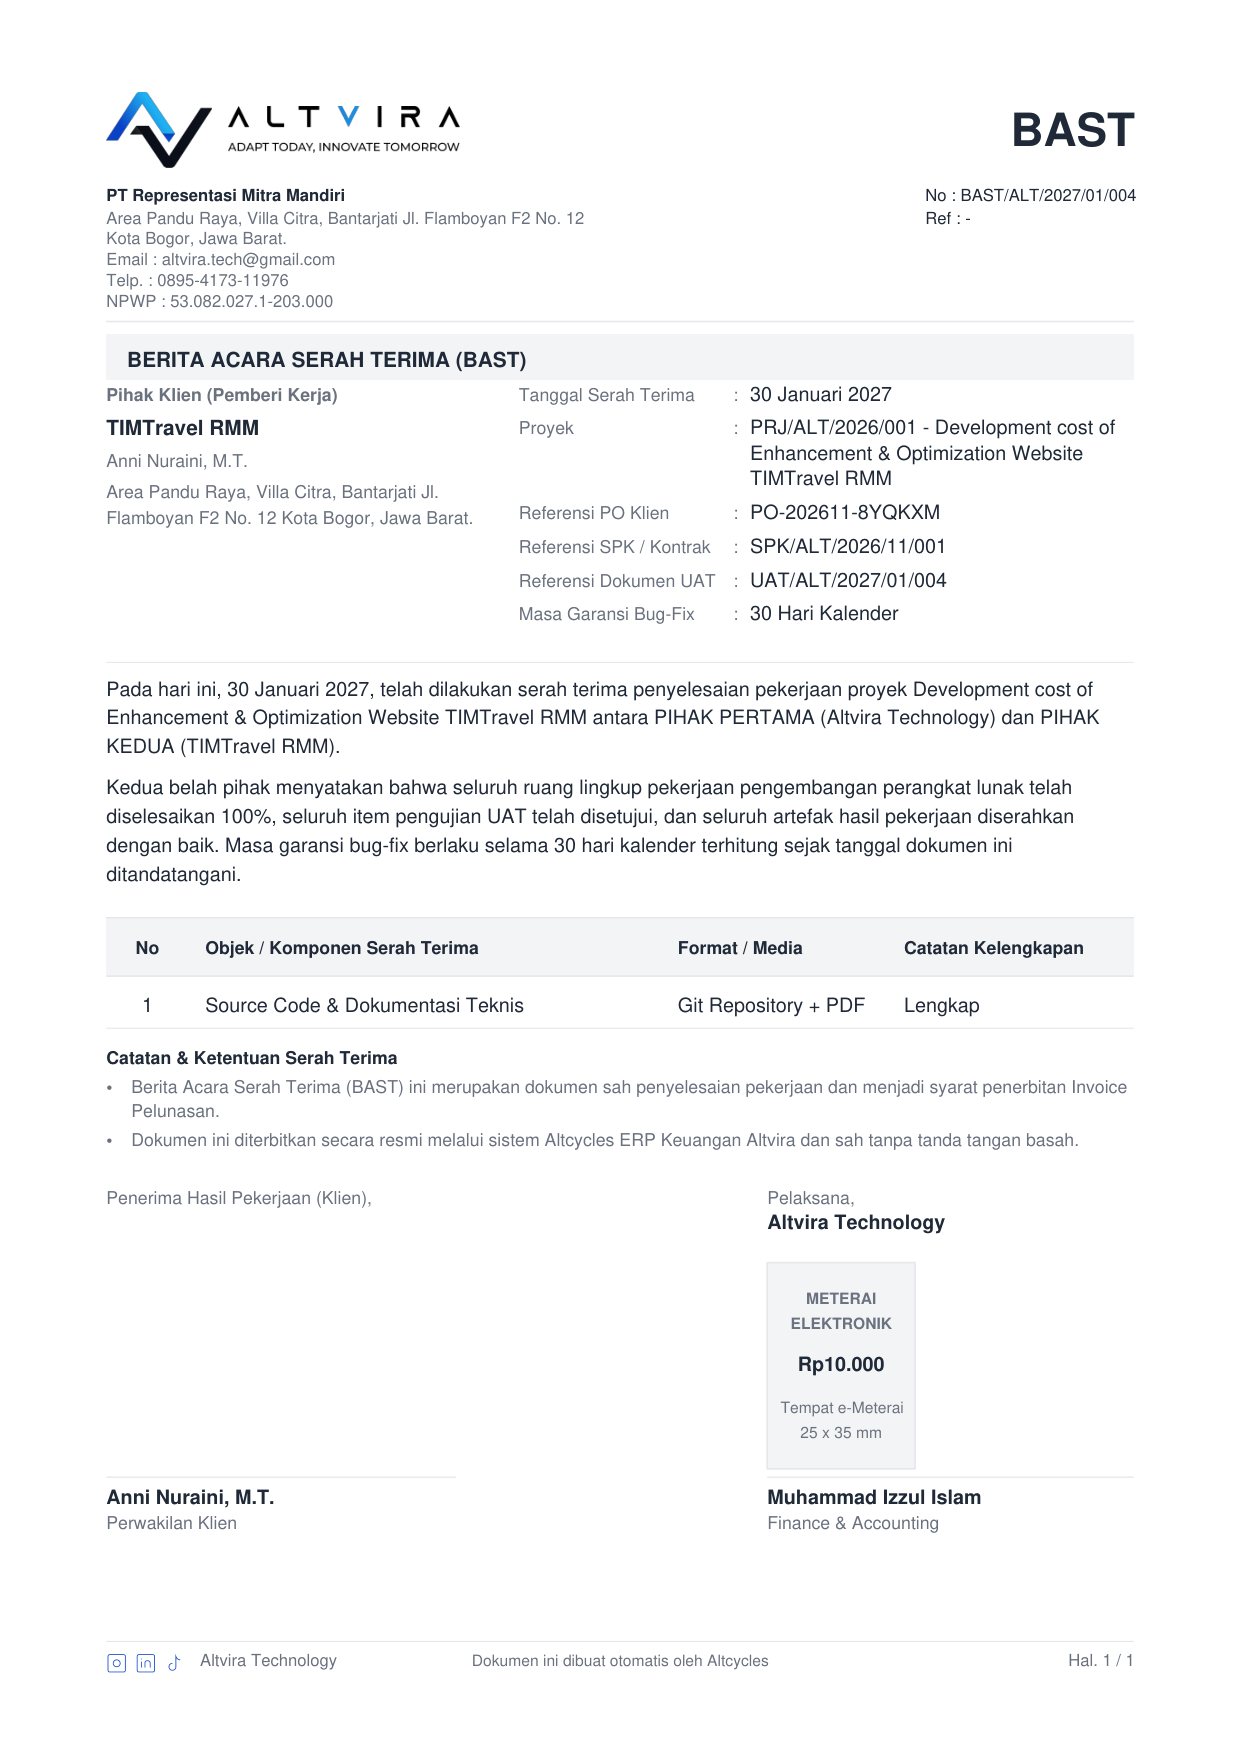 ALTVIRA
ADAPT TODAY, INNOVATE TOMORROW
BAST
PT Representasi Mitra Mandiri
Area Pandu Raya, Villa Citra, Bantarjati Jl. Flamboyan F2 No. 12
Kota Bogor, Jawa Barat.
Email : altvira.tech@gmail.com
Telp. : 0895-4173-11976
NPWP : 53.082.027.1-203.000
No : BAST/ALT/2027/01/004
Ref : -
BERITA ACARA SERAH TERIMA (BAST)
Pihak Klien (Pemberi Kerja)
TIMTravel RMM
Anni Nuraini, M.T.
Area Pandu Raya, Villa Citra, Bantarjati Jl.
Flamboyan F2 No. 12 Kota Bogor, Jawa Barat.
Tanggal Serah Terima : 30 Januari 2027
Proyek : PRJ/ALT/2026/001 - Development cost of
Enhancement & Optimization Website
TIMTravel RMM
Referensi PO Klien : PO-202611-8YQKXM
Referensi SPK / Kontrak : SPK/ALT/2026/11/001
Referensi Dokumen UAT : UAT/ALT/2027/01/004
Masa Garansi Bug-Fix : 30 Hari Kalender
Pada hari ini, 30 Januari 2027, telah dilakukan serah terima penyelesaian pekerjaan proyek Development cost of
Enhancement & Optimization Website TIMTravel RMM antara PIHAK PERTAMA (Altvira Technology) dan PIHAK
KEDUA (TIMTravel RMM).
Kedua belah pihak menyatakan bahwa seluruh ruang lingkup pekerjaan pengembangan perangkat lunak telah
diselesaikan 100%, seluruh item pengujian UAT telah disetujui, dan seluruh artefak hasil pekerjaan diserahkan
dengan baik. Masa garansi bug-fix berlaku selama 30 hari kalender terhitung sejak tanggal dokumen ini
ditandatangani.
No Objek / Komponen Serah Terima Format / Media Catatan Kelengkapan
1 Source Code & Dokumentasi Teknis Git Repository + PDF Lengkap
Catatan & Ketentuan Serah Terima
• Berita Acara Serah Terima (BAST) ini merupakan dokumen sah penyelesaian pekerjaan dan menjadi syarat penerbitan Invoice
Pelunasan.
• Dokumen ini diterbitkan secara resmi melalui sistem Altcycles ERP Keuangan Altvira dan sah tanpa tanda tangan basah.
Penerima Hasil Pekerjaan (Klien),
Pelaksana,
Altvira Technology
METERAI
ELEKTRONIK
Rp10.000
Tempat e-Meterai
25 x 35 mm
Anni Nuraini, M.T.
Perwakilan Klien
Muhammad Izzul Islam
Finance & Accounting
Altvira Technology Dokumen ini dibuat otomatis oleh Altcycles Hal. 1 / 1